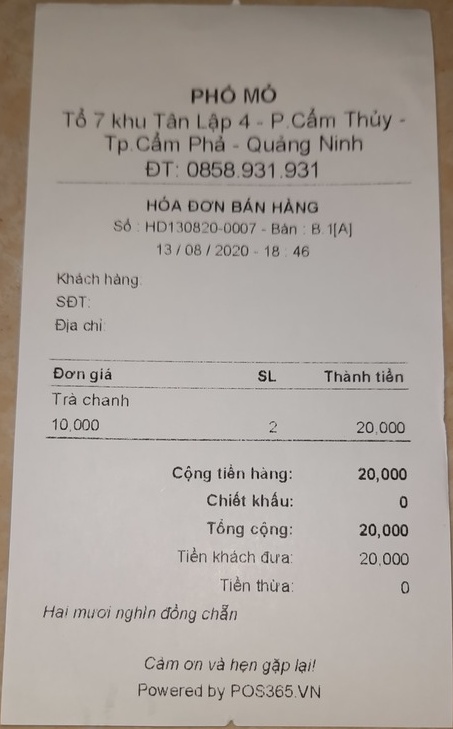 PHỐ MỎ
Tổ 7 khu Tân Lập 4 - P.Cẩm Thủy -
Tp.Cẩm Phả - Quảng Ninh
ĐT: 0858.931.931
HÓA ĐƠN BÁN HÀNG
Số : HD130820-0007 - Bàn : B.1[A]
13 / 08 / 2020 - 18 : 46
Khách hàng:
SĐT:
Địa chỉ:
Đơn giá SL Thành tiền
Trà chanh
10,000 2 20,000
Cộng tiền hàng: 20,000
Chiết khấu: 0
Tổng cộng: 20,000
Tiền khách đưa: 20,000
Tiền thừa: 0
Hai mươi nghìn đồng chẵn
Cảm ơn và hẹn gặp lại!
Powered by POS365.VN